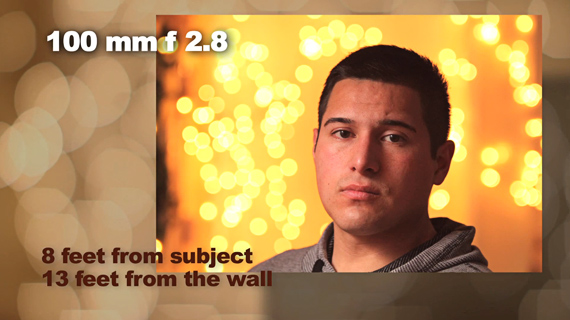 100 mm f 2.8
8 feet from subject
13 feet from the wall